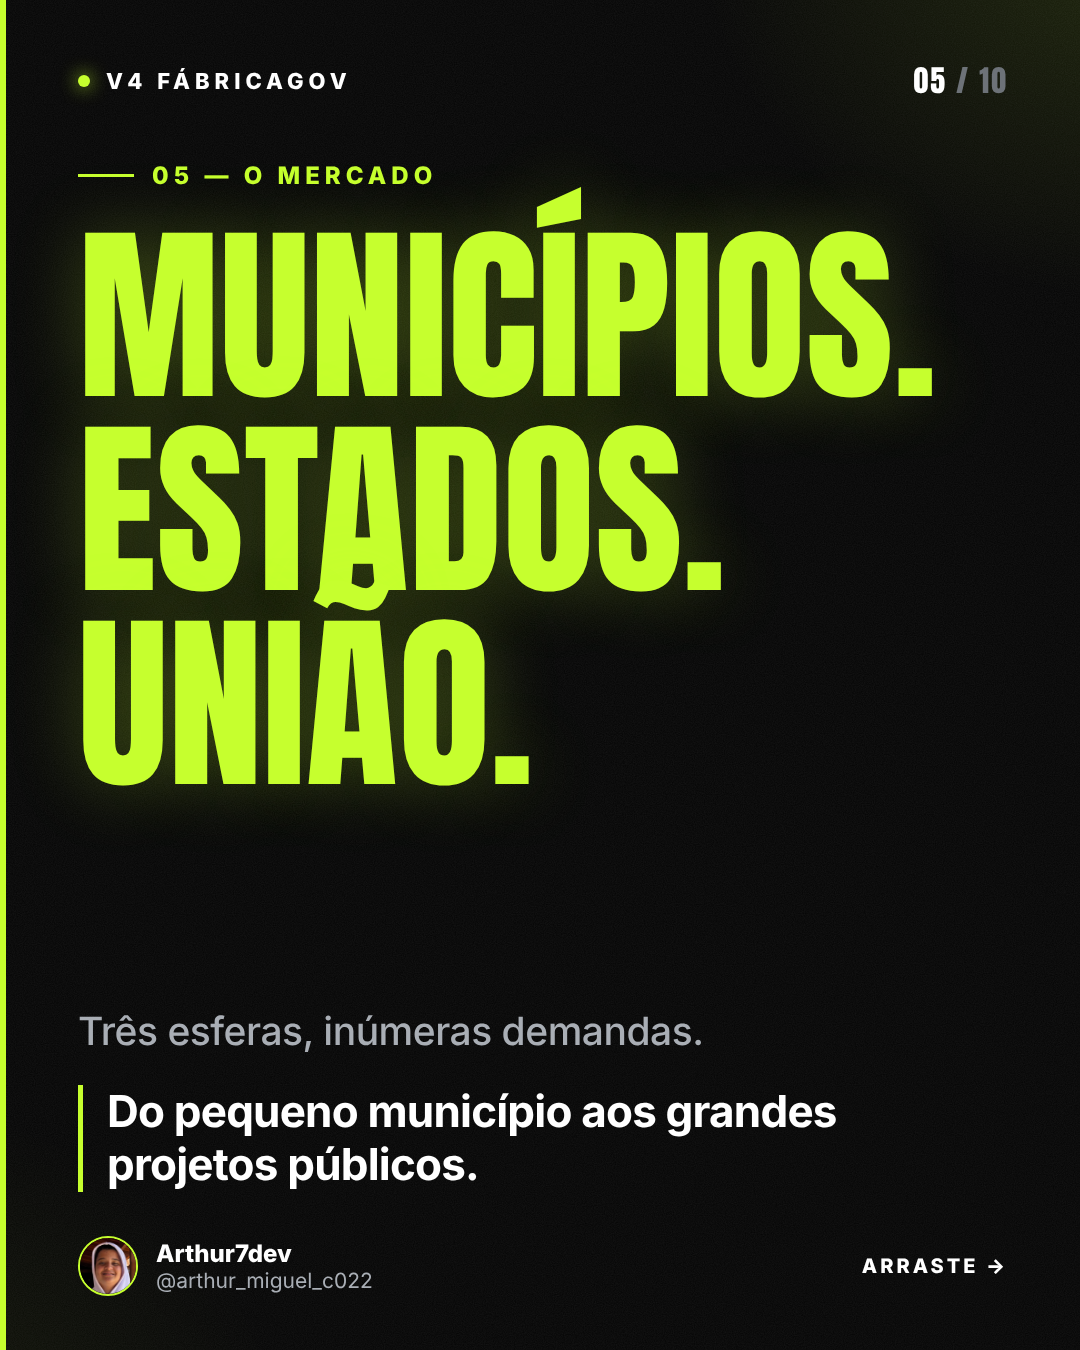 V4 FÁBRICAGOV
05 / 10
05 — O MERCADO
MUNICÍPIOS.
ESTADOS.
UNIÃO.
Três esferas, inúmeras demandas.
Do pequeno município aos grandes
projetos públicos.
Arthur7dev
@arthur_miguel_c022
ARRASTE →